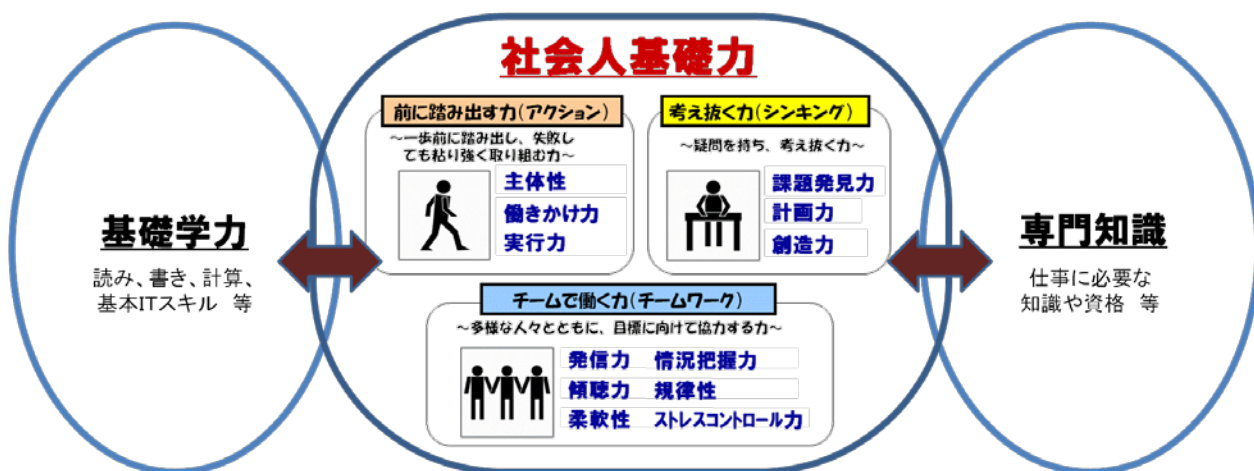 社会人基礎力
前に踏み出す力(アクション)
～一歩前に踏み出し、失敗し
ても粘り強く取り組む力～
主体性
働きかけ力
実行力
考え抜く力(シンキング)
～疑問を持ち、考え抜く力～
課題発見力
計画力
創造力
基礎学力
読み、書き、計算、
基本ITスキル 等
専門知識
仕事に必要な
知識や資格 等
チームで働く力(チームワーク)
～多様な人々とともに、目標に向けて協力する力～
発信力 情況把握力
傾聴力 規律性
柔軟性 ストレスコントロール力